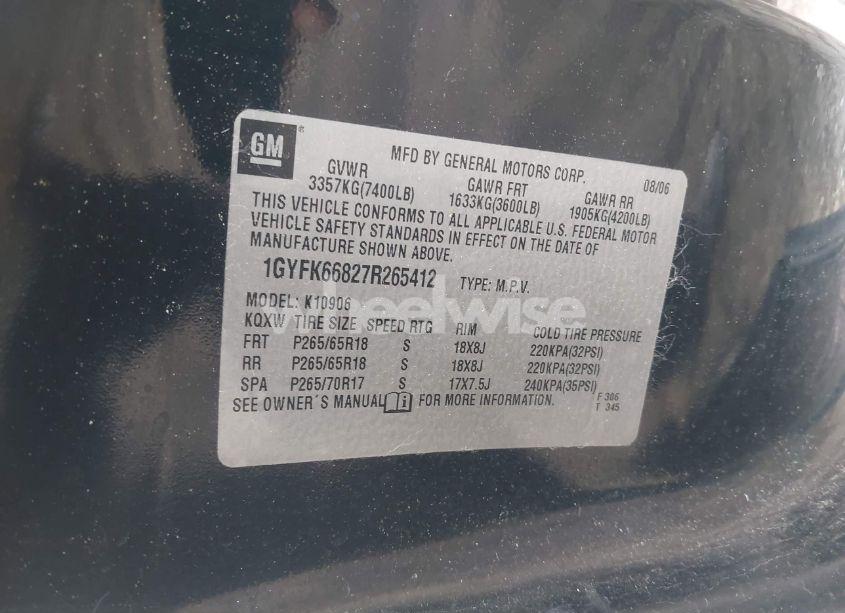 GM
MFD BY GENERAL MOTORS CORP. 08/06
GVWR GAWR FRT GAWR RR
3357KG(7400LB) 1633KG(3600LB) 1905KG(4200LB)
THIS VEHICLE CONFORMS TO ALL APPLICABLE U.S. FEDERAL MOTOR
VEHICLE SAFETY STANDARDS IN EFFECT ON THE DATE OF
MANUFACTURE SHOWN ABOVE.
1GYFK66827R265412 TYPE: M.P.V.
wheelwise
MODEL: K10906
KQXW TIRE SIZE SPEED RTG RIM COLD TIRE PRESSURE
FRT P265/65R18 S 18X8J 220KPA(32PSI)
RR P265/65R18 S 18X8J 220KPA(32PSI)
SPA P265/70R17 S 17X7.5J 240KPA(35PSI)
SEE OWNER´S MANUAL FOR MORE INFORMATION.
F 306
T 345